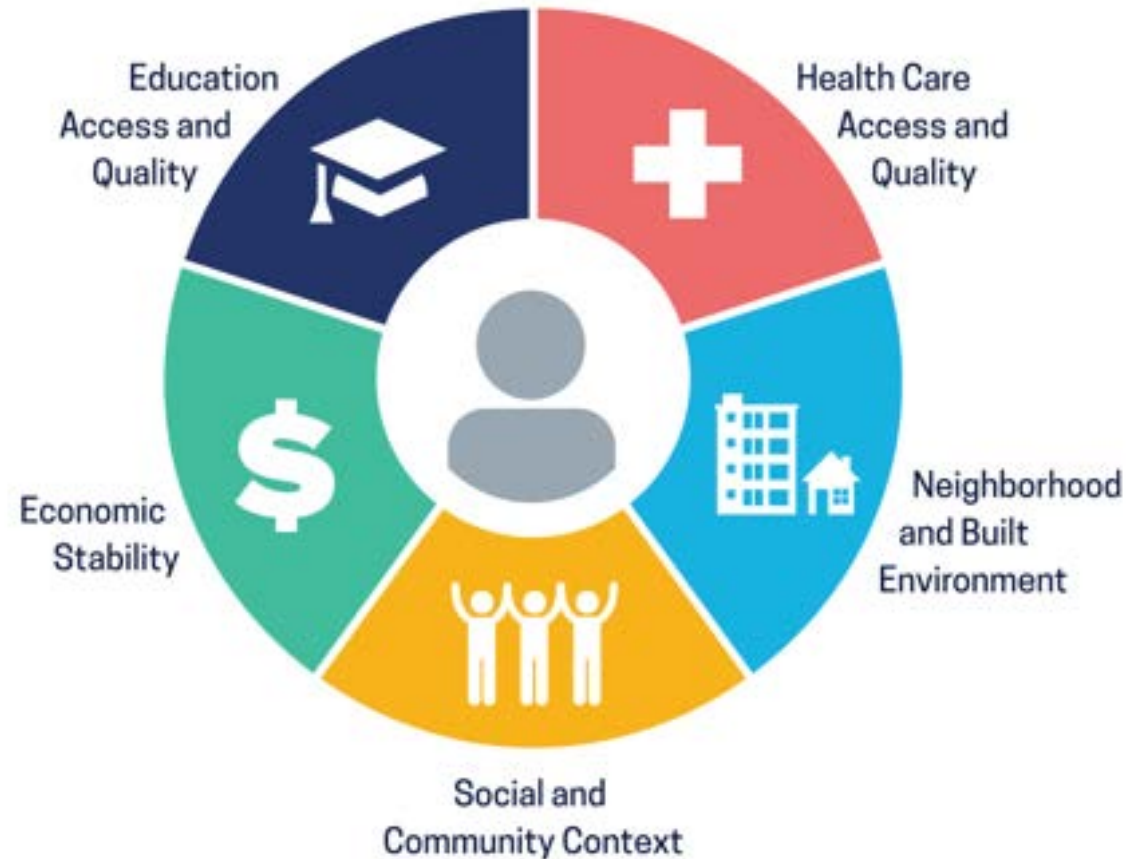 Education
Access and
Quality
Health Care
Access and
Quality
Economic
Stability
Neighborhood
and Built
Environment
Social and
Community Context